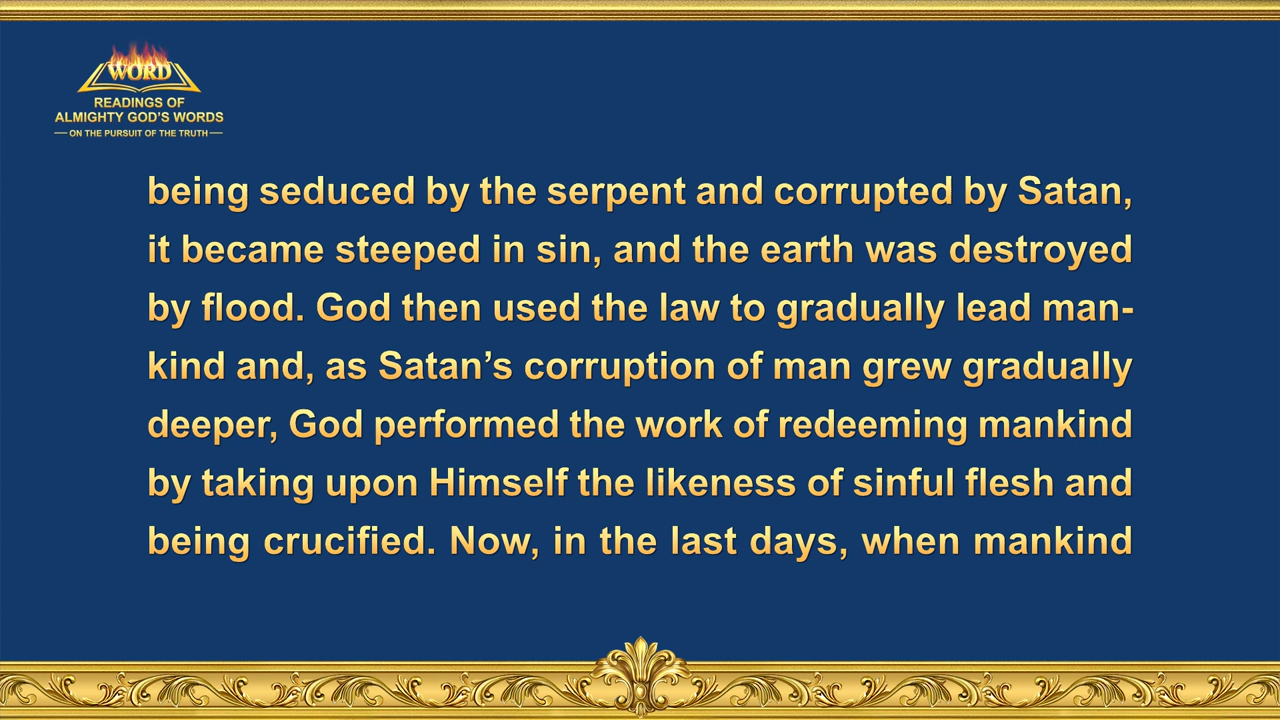 WORD
READINGS OF
ALMIGHTY GOD'S WORDS
ON THE PURSUIT OF THE TRUTH
being seduced by the serpent and corrupted by Satan,
it became steeped in sin, and the earth was destroyed
by flood. God then used the law to gradually lead man-
kind and, as Satan’s corruption of man grew gradually
deeper, God performed the work of redeeming mankind
by taking upon Himself the likeness of sinful flesh and
being crucified. Now, in the last days, when mankind